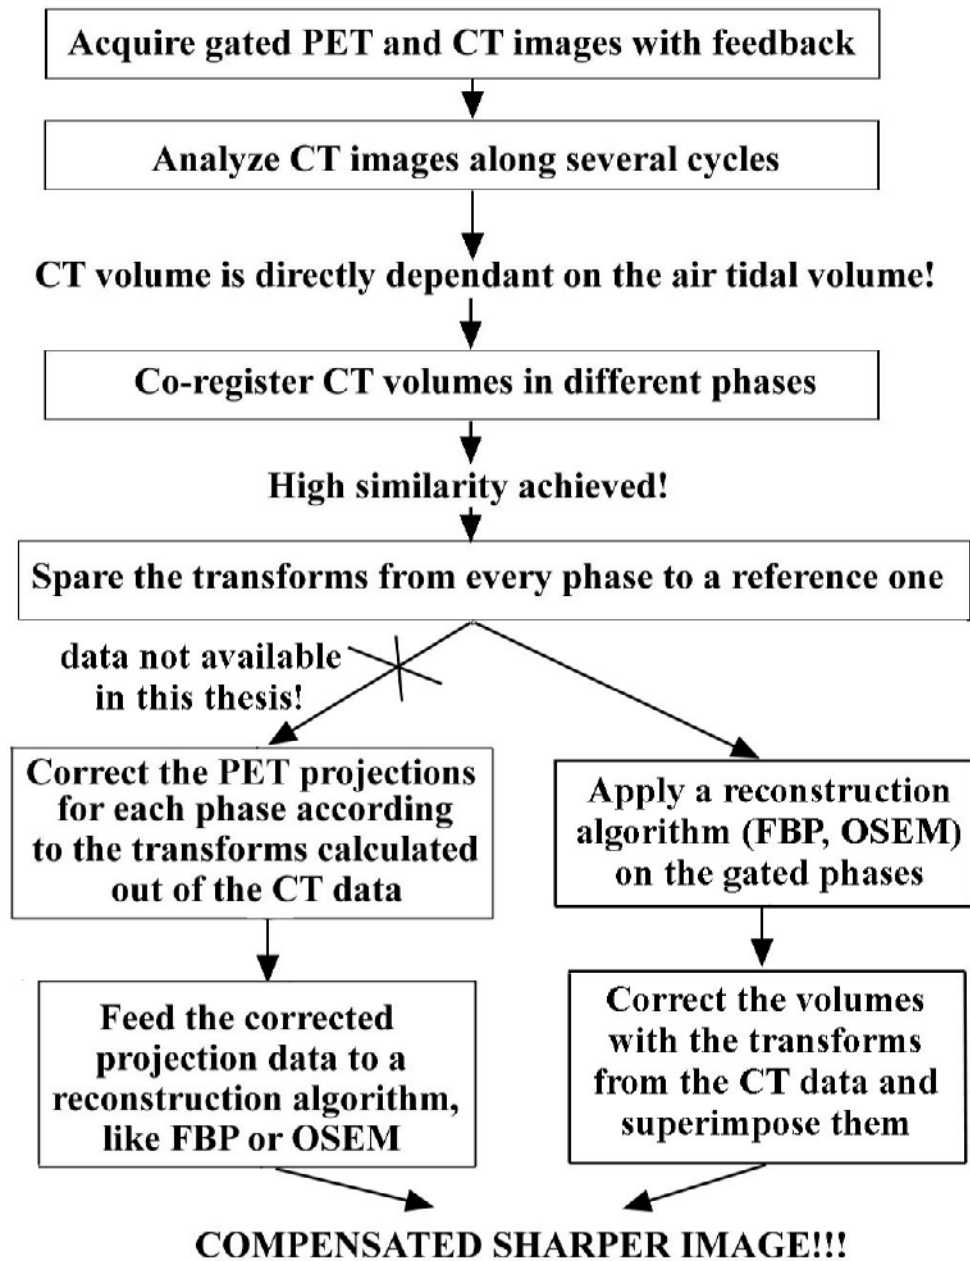 Acquire gated PET and CT images with feedback
Analyze CT images along several cycles
CT volume is directly dependant on the air tidal volume!
Co-register CT volumes in different phases
High similarity achieved!
Spare the transforms from every phase to a reference one
data not available
in this thesis!
Correct the PET projections
for each phase according
to the transforms calculated
out of the CT data
Feed the corrected
projection data to a
reconstruction algorithm,
like FBP or OSEM
Apply a reconstruction
algorithm (FBP, OSEM)
on the gated phases
Correct the volumes
with the transforms
from the CT data and
superimpose them
COMPENSATED SHARPER IMAGE!!!